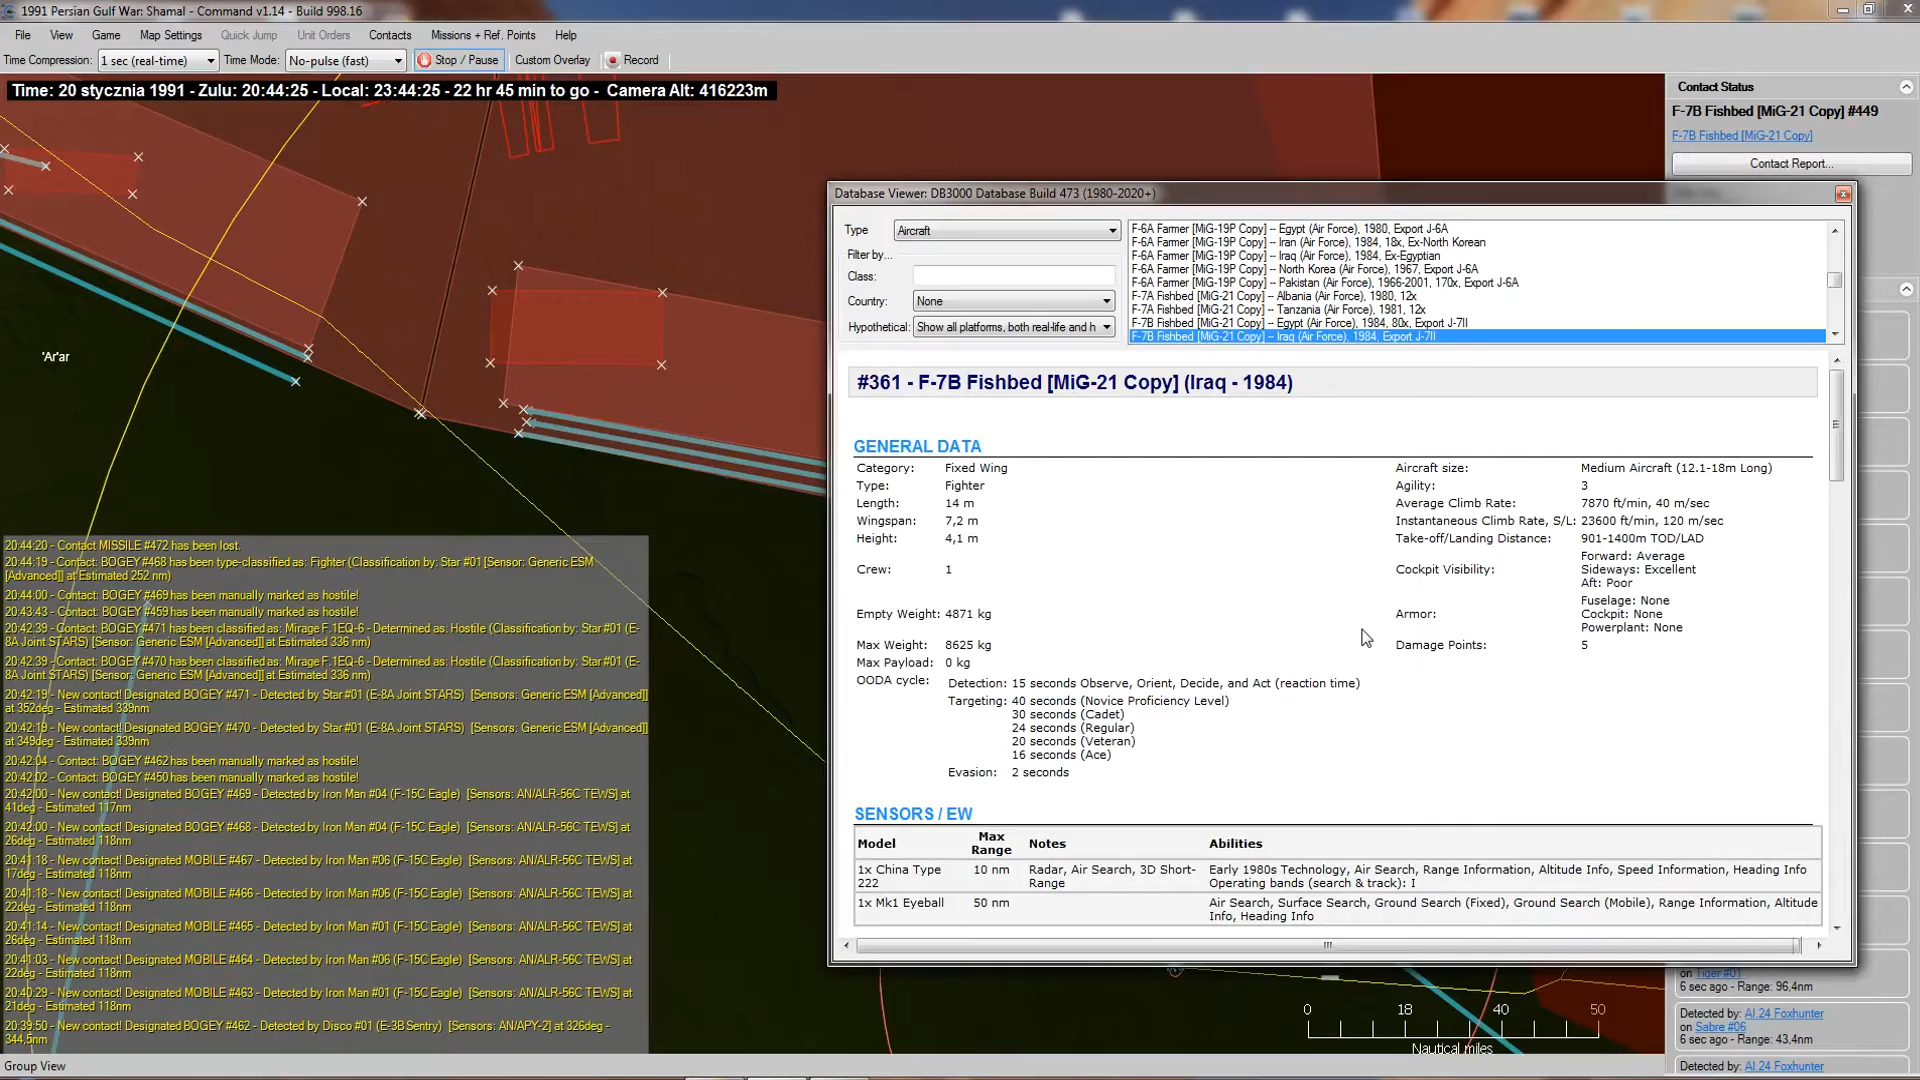 1991 Persian Gulf War: Shamal - Command v1.14 - Build 998.16
File View Game Map Settings Quick Jump Unit Orders Contacts Missions + Ref. Points Help
Time Compression: 1 sec (real-time) Time Mode: No-pulse (fast) Stop / Pause Custom Overlay Record
Time: 20 stycznia 1991 - Zulu: 20:44:25 - Local: 23:44:25 - 22 hr 45 min to go - Camera Alt: 416223m
'Ar'ar
20:44:20 - Contact MISSILE #472 has been lost.
20:44:19 - Contact: BOGEY #468 has been type-classified as: Fighter (Classification by: Star #01 [Sensor: Generic ESM
[Advanced]] at Estimated 252 nm)
20:44:00 - Contact: BOGEY #469 has been manually marked as hostile!
20:43:43 - Contact: BOGEY #459 has been manually marked as hostile!
20:42:39 - Contact: BOGEY #471 has been classified as: Mirage F.1EQ-6 - Determined as: Hostile (Classification by: Star #01 (E-
8A Joint STARS) [Sensor: Generic ESM [Advanced]] at Estimated 336 nm)
20:42:39 - Contact: BOGEY #470 has been classified as: Mirage F.1EQ-6 - Determined as: Hostile (Classification by: Star #01 (E-
8A Joint STARS) [Sensor: Generic ESM [Advanced]] at Estimated 336 nm)
20:42:19 - New contact! Designated BOGEY #471 - Detected by Star #01 (E-8A Joint STARS) [Sensors: Generic ESM [Advanced]]
at 352deg - Estimated 339nm
20:42:19 - New contact! Designated BOGEY #470 - Detected by Star #01 (E-8A Joint STARS) [Sensors: Generic ESM [Advanced]]
at 349deg - Estimated 339nm
20:42:04 - Contact: BOGEY #462 has been manually marked as hostile!
20:42:02 - Contact: BOGEY #450 has been manually marked as hostile!
20:42:00 - New contact! Designated BOGEY #469 - Detected by Iron Man #04 (F-15C Eagle) [Sensors: AN/ALR-56C TEWS] at
41deg - Estimated 117nm
20:42:00 - New contact! Designated BOGEY #468 - Detected by Iron Man #04 (F-15C Eagle) [Sensors: AN/ALR-56C TEWS] at
26deg - Estimated 118nm
20:41:18 - New contact! Designated MOBILE #467 - Detected by Iron Man #06 (F-15C Eagle) [Sensors: AN/ALR-56C TEWS] at
17deg - Estimated 118nm
20:41:18 - New contact! Designated MOBILE #466 - Detected by Iron Man #06 (F-15C Eagle) [Sensors: AN/ALR-56C TEWS] at
22deg - Estimated 118nm
20:41:14 - New contact! Designated MOBILE #465 - Detected by Iron Man #01 (F-15C Eagle) [Sensors: AN/ALR-56C TEWS] at
26deg - Estimated 118nm
20:41:03 - New contact! Designated MOBILE #464 - Detected by Iron Man #06 (F-15C Eagle) [Sensors: AN/ALR-56C TEWS] at
22deg - Estimated 118nm
20:40:29 - New contact! Designated MOBILE #463 - Detected by Iron Man #01 (F-15C Eagle) [Sensors: AN/ALR-56C TEWS] at
21deg - Estimated 118nm
20:39:50 - New contact! Designated BOGEY #462 - Detected by Disco #01 (E-3B Sentry) [Sensors: AN/APY-2] at 326deg -
344,5nm
Group View
Database Viewer: DB3000 Database Build 473 (1980-2020+)
Type Aircraft
Filter by...
Class:
Country: None
Hypothetical: Show all platforms, both real-life and h
F-6A Farmer [MiG-19P Copy] -- Egypt (Air Force), 1980, Export J-6A
F-6A Farmer [MiG-19P Copy] -- Iran (Air Force), 1984, 18x, Ex-North Korean
F-6A Farmer [MiG-19P Copy] -- Iraq (Air Force), 1984, Ex-Egyptian
F-6A Farmer [MiG-19P Copy] -- North Korea (Air Force), 1967, Export J-6A
F-6A Farmer [MiG-19P Copy] -- Pakistan (Air Force), 1966-2001, 170x, Export J-6A
F-7A Fishbed [MiG-21 Copy] -- Albania (Air Force), 1980, 12x
F-7A Fishbed [MiG-21 Copy] -- Tanzania (Air Force), 1981, 12x
F-7B Fishbed [MiG-21 Copy] -- Egypt (Air Force), 1984, 80x, Export J-7II
F-7B Fishbed [MiG-21 Copy] -- Iraq (Air Force), 1984, Export J-7II
#361 - F-7B Fishbed [MiG-21 Copy] (Iraq - 1984)
GENERAL DATA
Category: Fixed Wing
Type: Fighter
Length: 14 m
Wingspan: 7,2 m
Height: 4,1 m
Crew: 1
Empty Weight: 4871 kg
Max Weight: 8625 kg
Max Payload: 0 kg
OODA cycle: Detection: 15 seconds Observe, Orient, Decide, and Act (reaction time)
Targeting: 40 seconds (Novice Proficiency Level)
30 seconds (Cadet)
24 seconds (Regular)
20 seconds (Veteran)
16 seconds (Ace)
Evasion: 2 seconds
Aircraft size: Medium Aircraft (12.1-18m Long)
Agility: 3
Average Climb Rate: 7870 ft/min, 40 m/sec
Instantaneous Climb Rate, S/L: 23600 ft/min, 120 m/sec
Take-off/Landing Distance: 901-1400m TOD/LAD
Cockpit Visibility: Forward: Average
Sideways: Excellent
Aft: Poor
Armor: Fuselage: None
Cockpit: None
Powerplant: None
Damage Points: 5
SENSORS / EW
Model Max Range Notes Abilities
1x China Type 222 10 nm Radar, Air Search, 3D Short-Range Early 1980s Technology, Air Search, Range Information, Altitude Info, Speed Information, Heading Info
Operating bands (search & track): I
1x Mk1 Eyeball 50 nm Air Search, Surface Search, Ground Search (Fixed), Ground Search (Mobile), Range Information, Altitude
Info, Heading Info
0 18 40 50
Nautical miles
Contact Status
F-7B Fishbed [MiG-21 Copy] #449
F-7B Fishbed [MiG-21 Copy]
Contact Report...
on Tiger #01
6 sec ago - Range: 96,4nm
Detected by: AI.24 Foxhunter
on Sabre #06
6 sec ago - Range: 43,4nm
Detected by: AI.24 Foxhunter